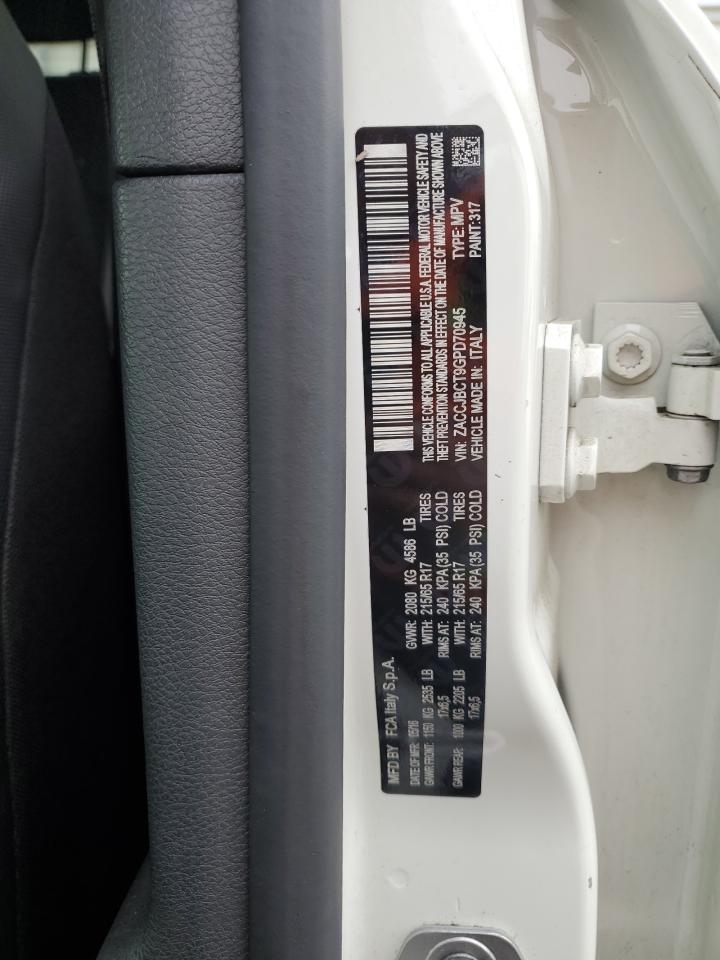 MFD BY FCA Italy S.p.A.
DATE OF MFR: 05/16 GVWR: 2080 KG 4586 LB
GAWR FRONT: 1150 KG 2535 LB WITH: 215/65 R17 TIRES
17x6,5 RIMS AT: 240 KPA(35 PSI) COLD
GAWR REAR: 1000 KG 2205 LB WITH: 215/65 R17 TIRES
17x6,5 RIMS AT: 240 KPA(35 PSI) COLD
THIS VEHICLE CONFORMS TO ALL APPLICABLE U.S.A. FEDERAL MOTOR VEHICLE SAFETY AND
THEFT PREVENTION STANDARDS IN EFFECT ON THE DATE OF MANUFACTURE SHOWN ABOVE
VIN: ZACCJBCT9GPD70945 TYPE: MPV
VEHICLE MADE IN: ITALY PAINT:317